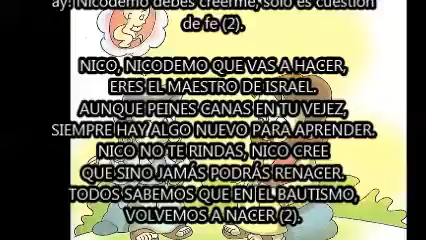 ay! Nicodemo debes creerme, solo es cuestión
de fe (2).
NICO, NICODEMO QUE VAS A HACER,
ERES EL MAESTRO DE ISRAEL.
AUNQUE PEINES CANAS EN TU VEJEZ,
SIEMPRE HAY ALGO NUEVO PARA APRENDER.
NICO NO TE RINDAS, NICO CREE
QUE SINO JAMÁS PODRÁS RENACER.
TODOS SABEMOS QUE EN EL BAUTISMO,
VOLVEMOS A NACER (2).